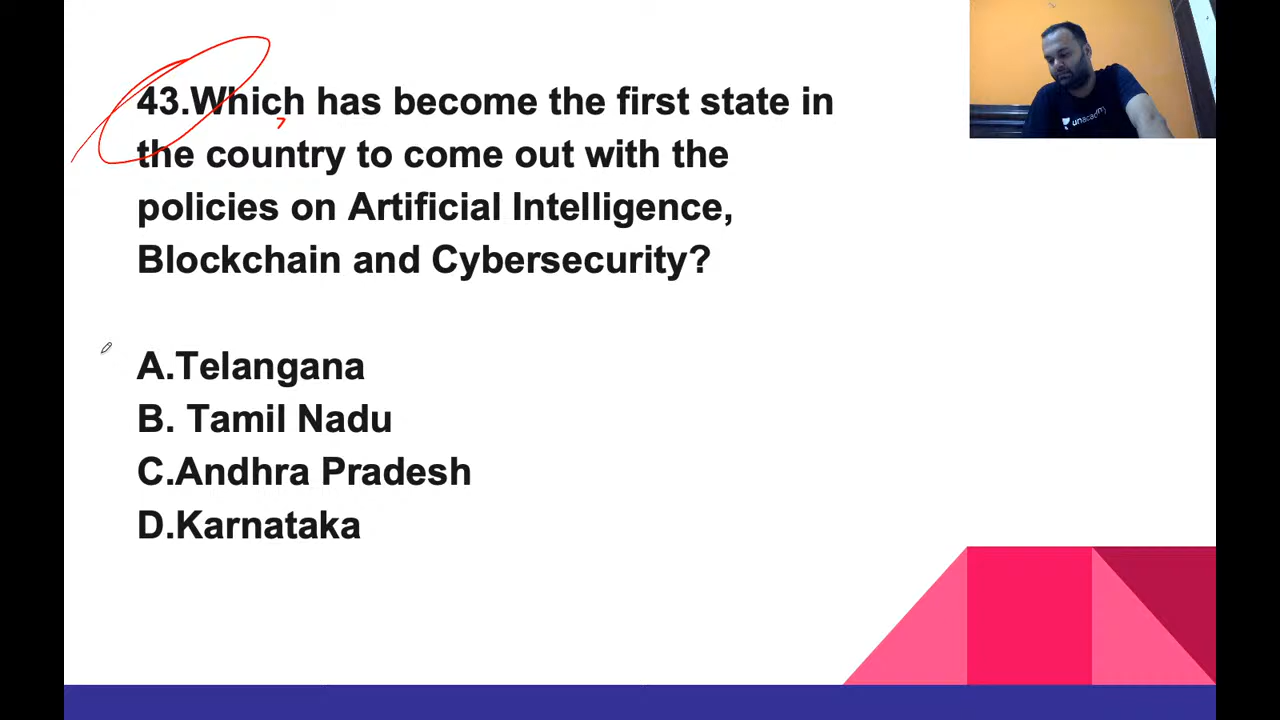 43.Which has become the first state in
the country to come out with the
policies on Artificial Intelligence,
Blockchain and Cybersecurity?
A.Telangana
B. Tamil Nadu
C.Andhra Pradesh
D.Karnataka
unacademy